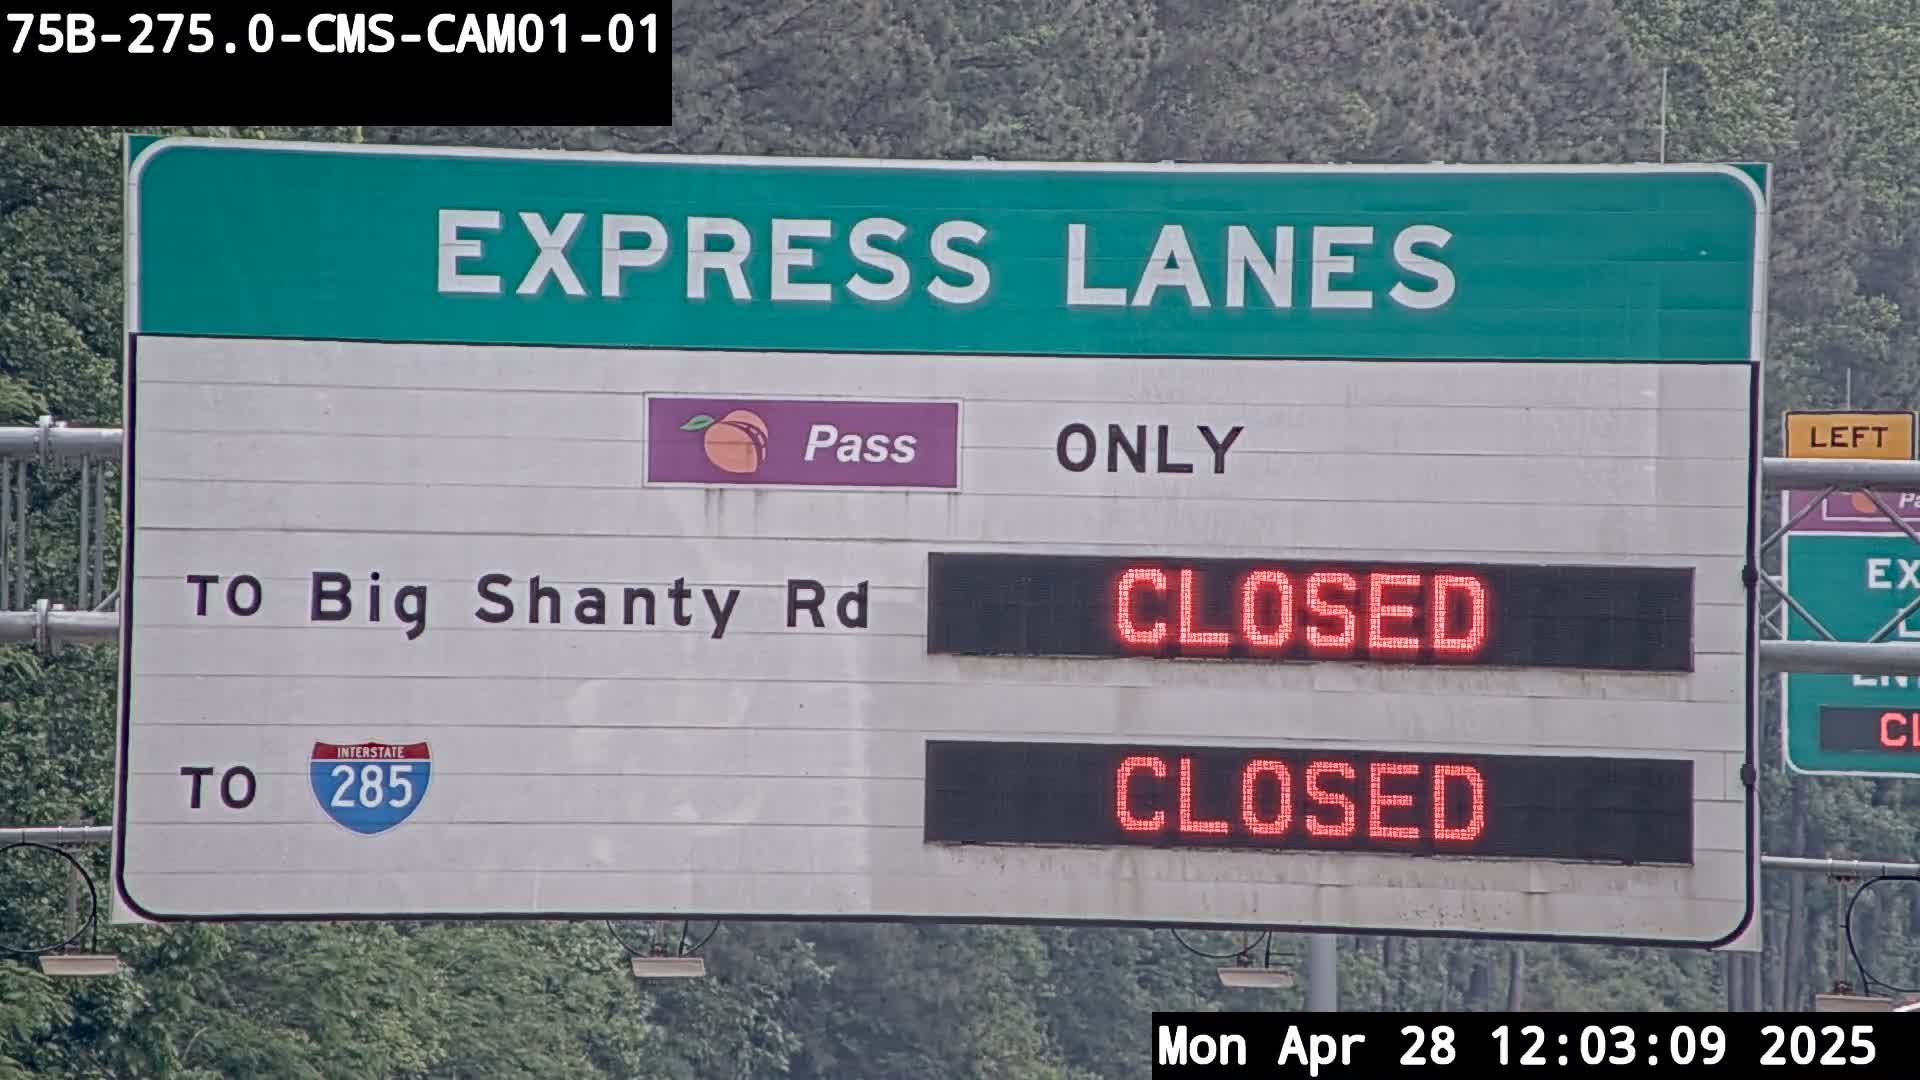 75B-275.0-CMS-CAM01-01
EXPRESS LANES
Pass ONLY
TO Big Shanty Rd CLOSED
TO INTERSTATE 285 CLOSED
LEFT
Mon Apr 28 12:03:09 2025